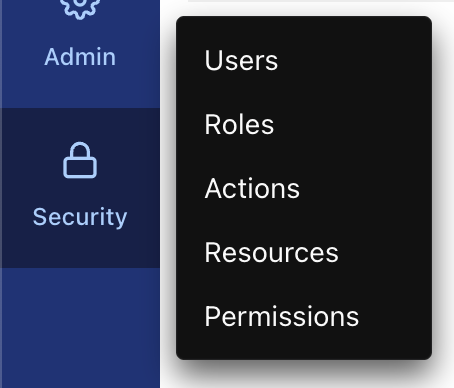 Admin
Security
Users
Roles
Actions
Resources
Permissions